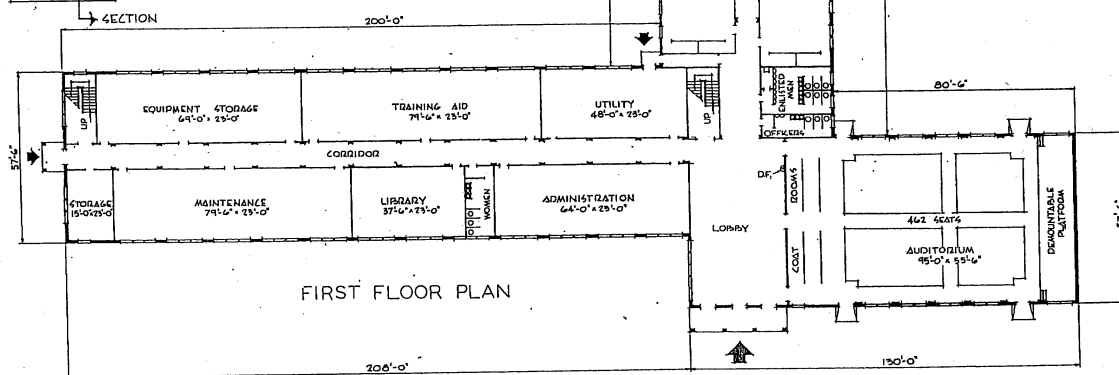 SECTION
200'-0"
EQUIPMENT STORAGE
69'-0" x 23'-0"
TRAINING AID
79'-6" x 23'-0"
UTILITY
48'-0" x 23'-0"
UP
UP
ENLISTED
MEN
OFFICERS
80'-6"
57'-6"
CORRIDOR
STORAGE
15'-0"x23'-0"
MAINTENANCE
79'-6" x 23'-0"
LIBRARY
37'-6"x23'-0"
WOMEN
ADMINISTRATION
64'-0" x 23'-0"
LOBBY
D.F.
ROOMS
COAT
462 SEATS
AUDITORIUM
95'-0" x 55'-6"
DEMOUNTABLE
PLATFORM
FIRST FLOOR PLAN
208'-0"
130'-0"